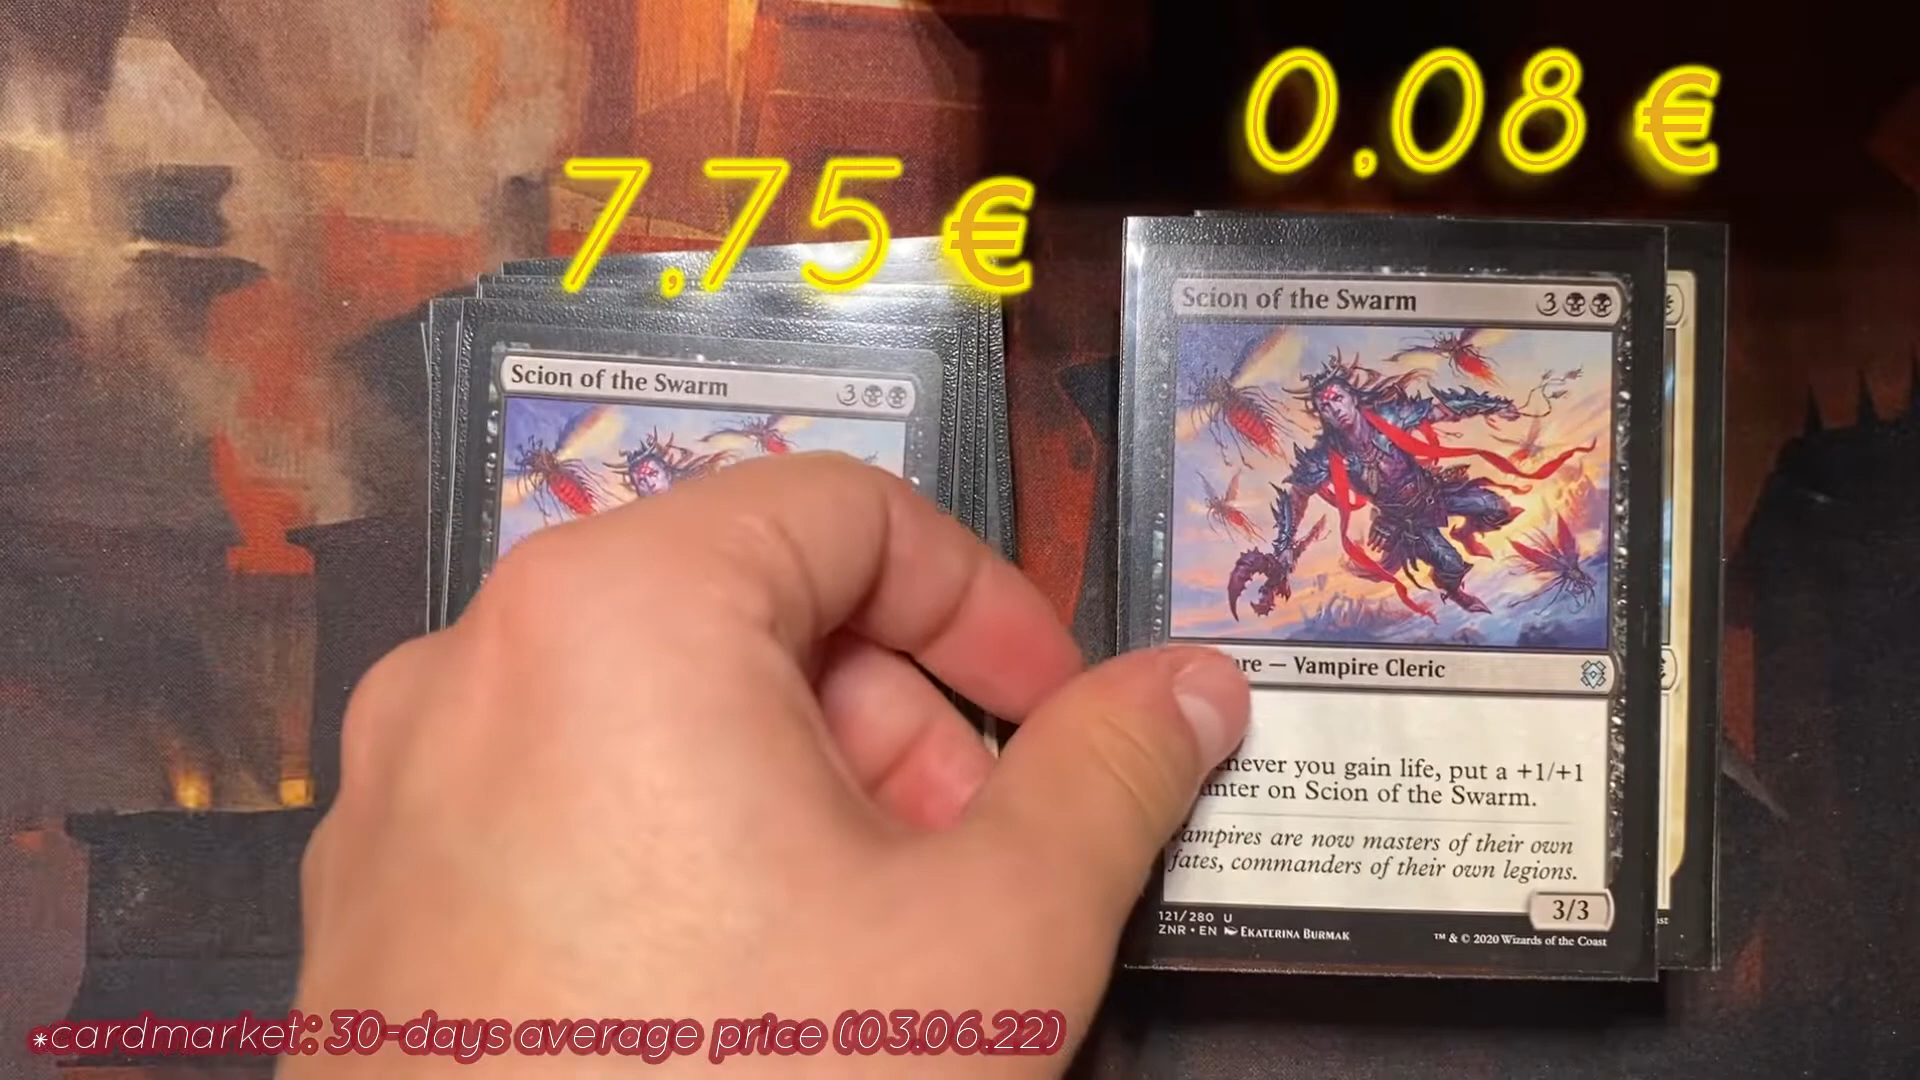 7,75 €
0,08 €
Scion of the Swarm 3
Scion of the Swarm 3
— Vampire Cleric
you gain life, put a +1/+1
on Scion of the Swarm.
Vampires are now masters of their own
fates, commanders of their own legions.
3/3
121/280 U
ZNR • EN EKATERINA BURMAK
™ & © 2020 Wizards of the Coast
*cardmarket: 30-days average price (03.06.22)